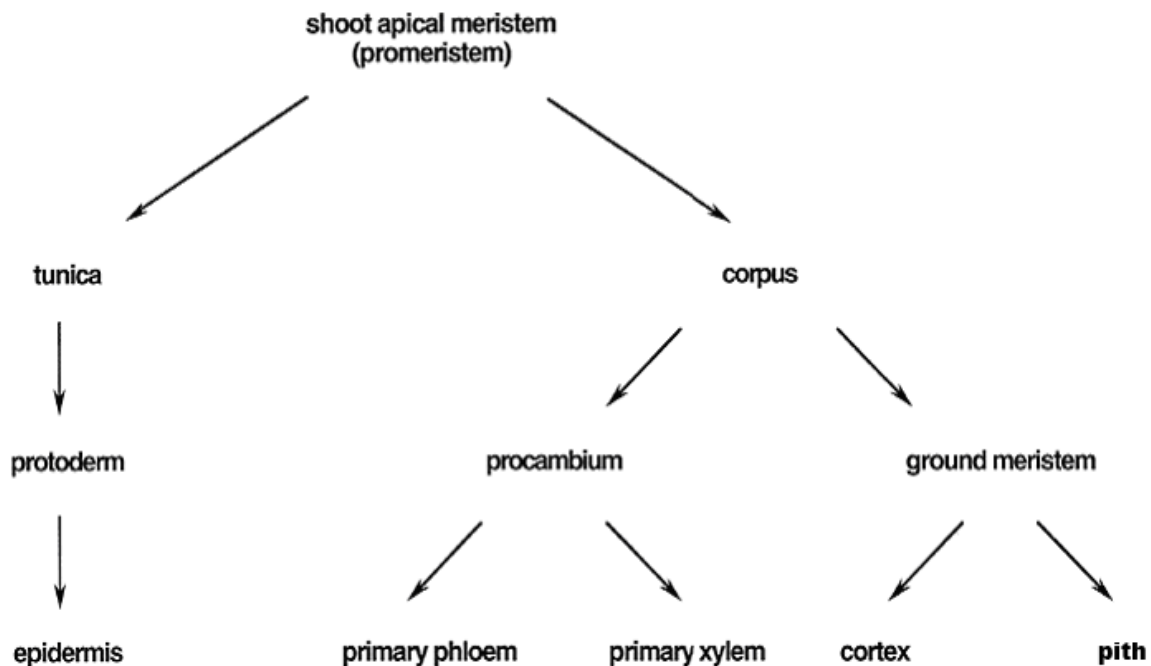 shoot apical meristem
(promeristem)
tunica
corpus
protoderm
procambium
ground meristem
epidermis
primary phloem
primary xylem
cortex
pith